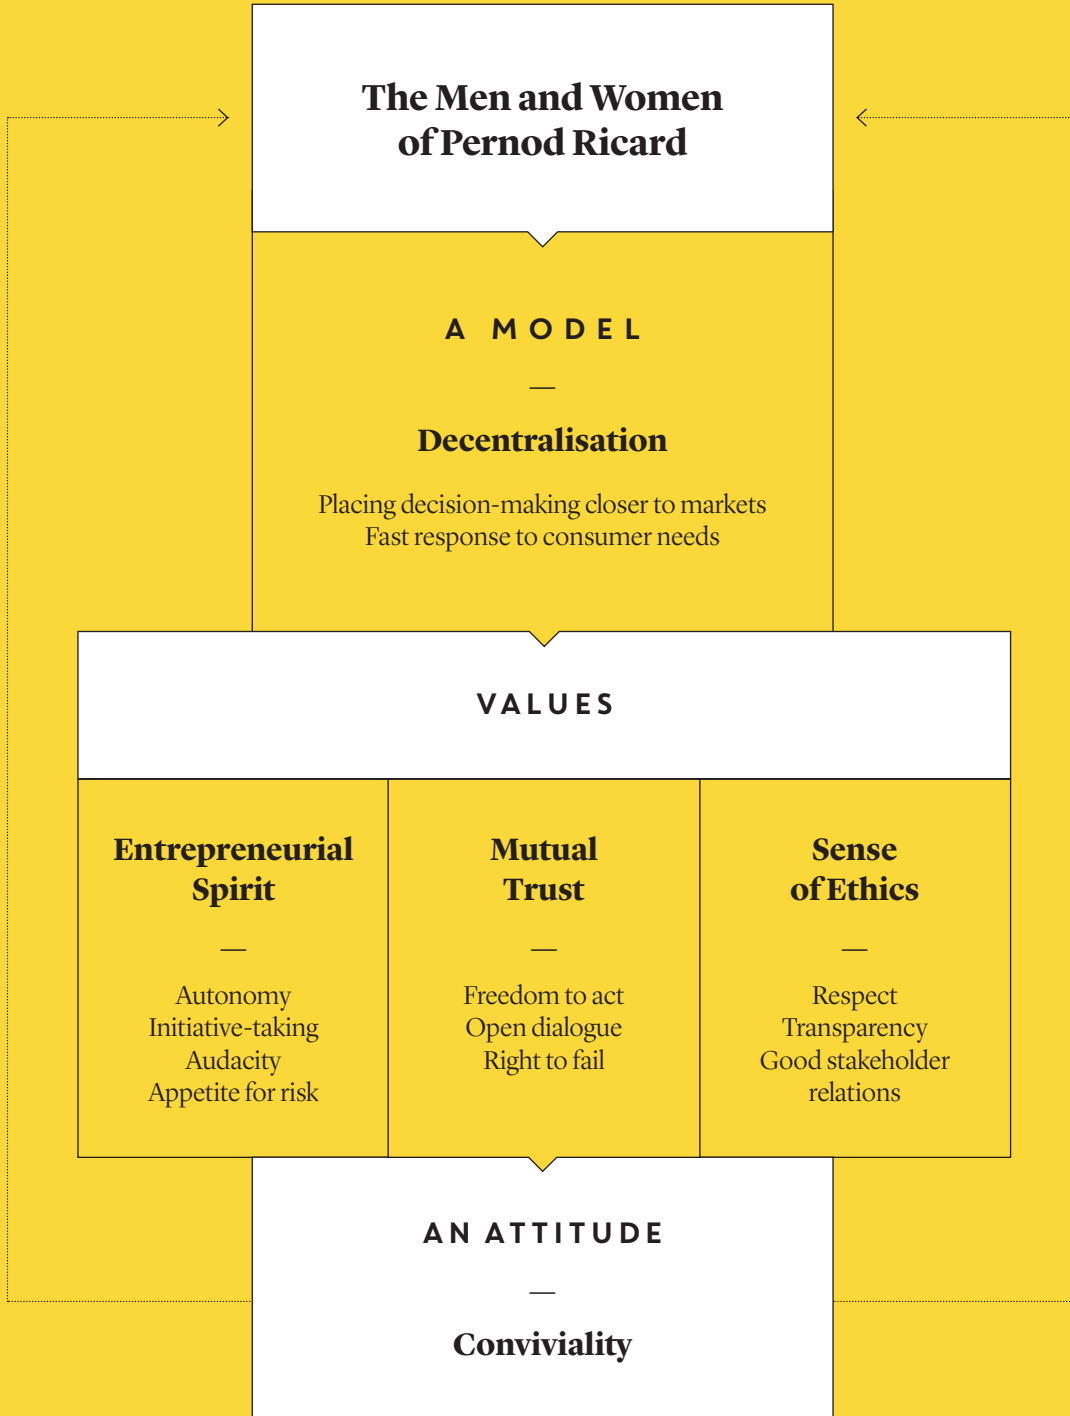 The Men and Women
of Pernod Ricard
A MODEL
—
Decentralisation
Placing decision-making closer to markets
Fast response to consumer needs
VALUES
Entrepreneurial
Spirit
—
Autonomy
Initiative-taking
Audacity
Appetite for risk
Mutual
Trust
—
Freedom to act
Open dialogue
Right to fail
Sense
of Ethics
—
Respect
Transparency
Good stakeholder
relations
AN ATTITUDE
—
Conviviality